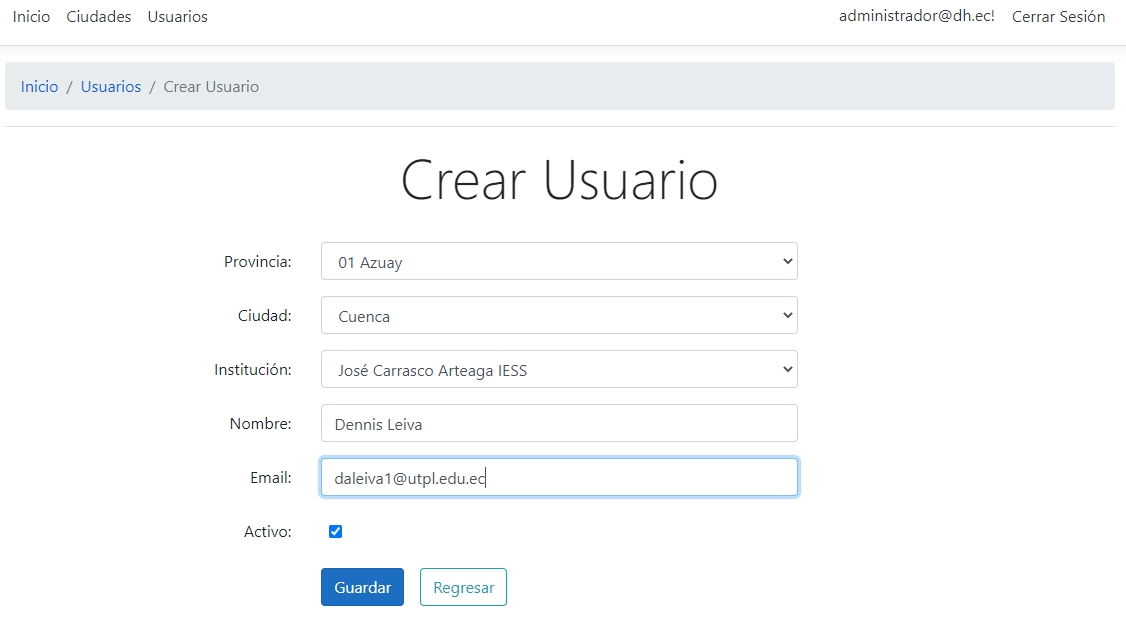 Inicio Ciudades Usuarios administrador@dh.ec! Cerrar Sesión
Inicio / Usuarios / Crear Usuario
Crear Usuario
Provincia: 01 Azuay
Ciudad: Cuenca
Institución: José Carrasco Arteaga IESS
Nombre: Dennis Leiva
Email: daleiva1@utpl.edu.ec
Activo:
Guardar Regresar